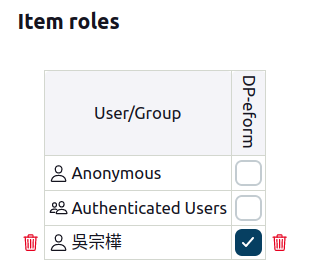 Item roles
User/Group
DP-eform
Anonymous
Authenticated Users
吳宗樺